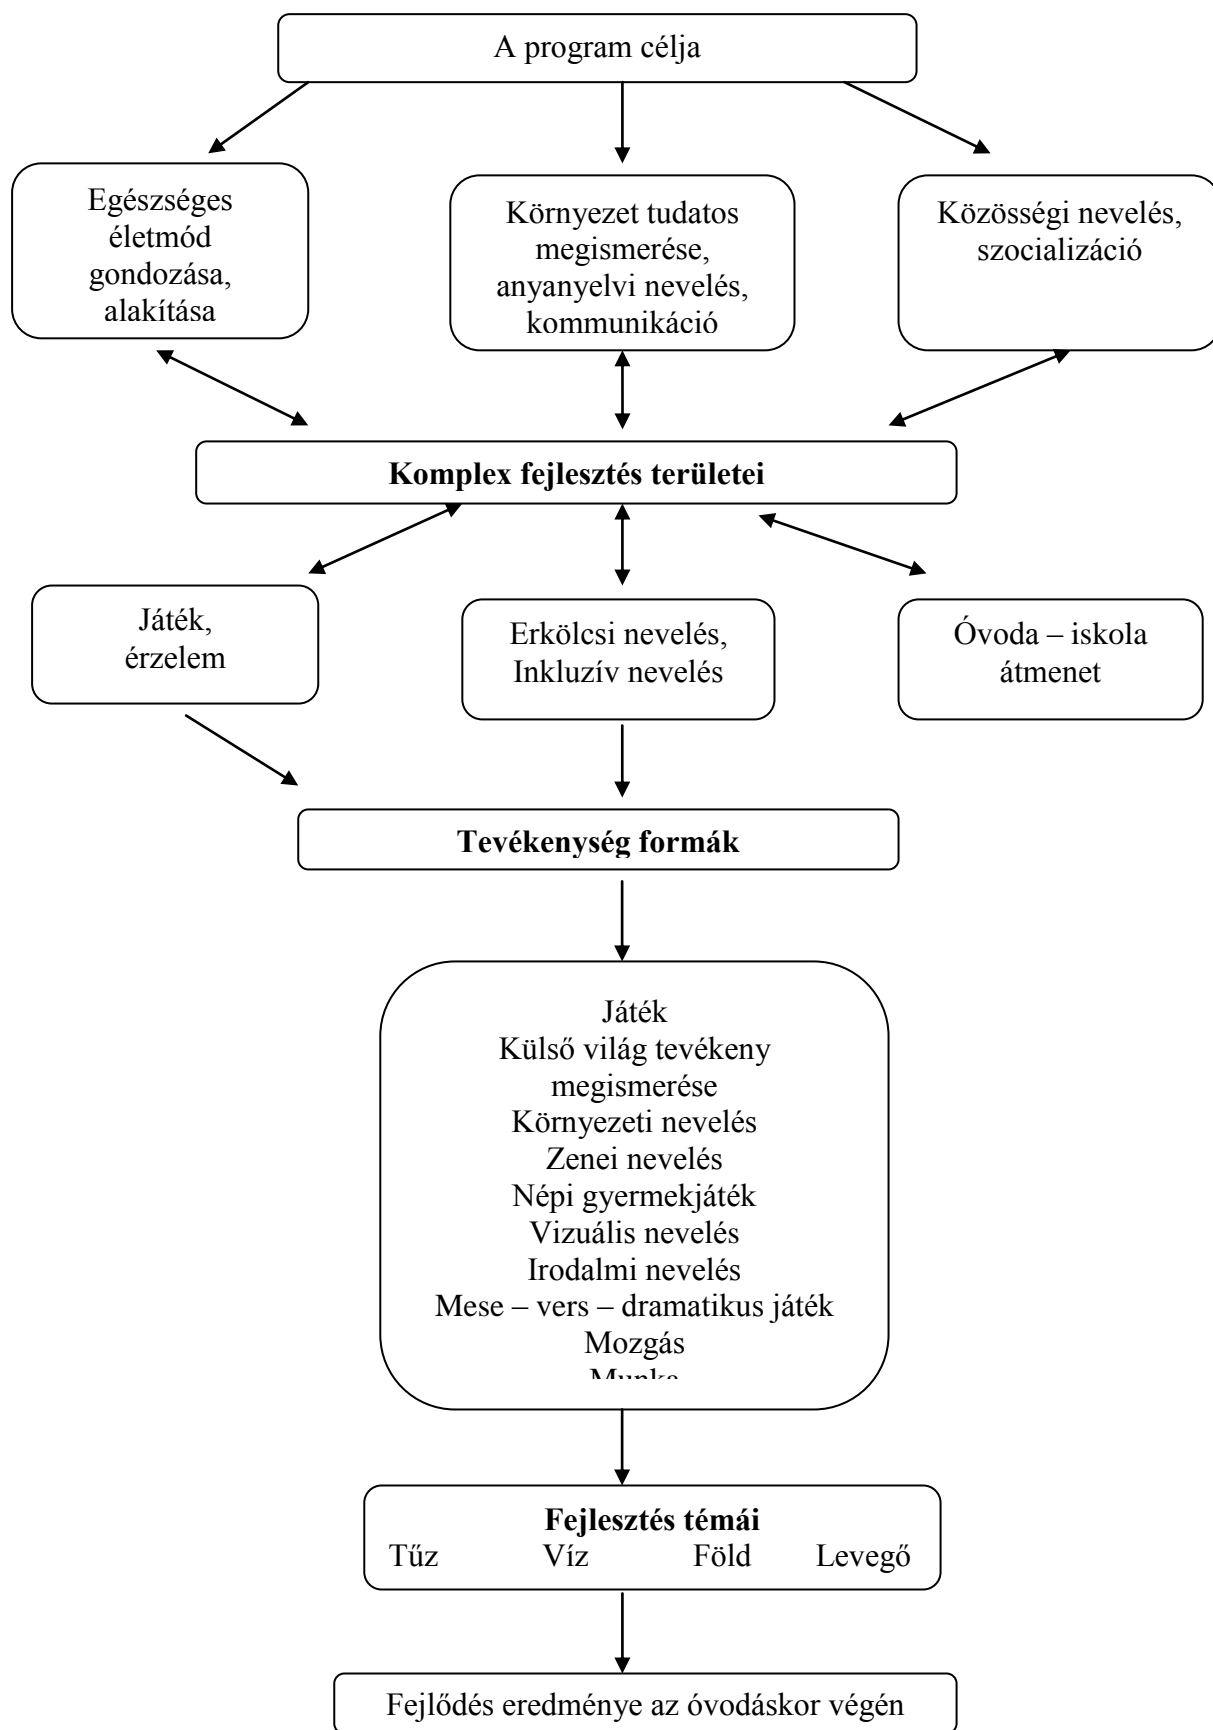 A program célja
Egészséges
életmód
gondozása,
alakítása
Környezet tudatos
megismerése,
anyanyelvi nevelés,
kommunikáció
Közösségi nevelés,
szocializáció
Komplex fejlesztés területei
Játék,
érzelem
Erkölcsi nevelés,
Inkluzív nevelés
Óvoda – iskola
átmenet
Tevékenység formák
Játék
Külső világ tevékeny
megismerése
Környezeti nevelés
Zenei nevelés
Népi gyermekjáték
Vizuális nevelés
Irodalmi nevelés
Mese – vers – dramatikus játék
Mozgás
Munka
Fejlesztés témái
Tűz Víz Föld Levegő
Fejlődés eredménye az óvodáskor végén